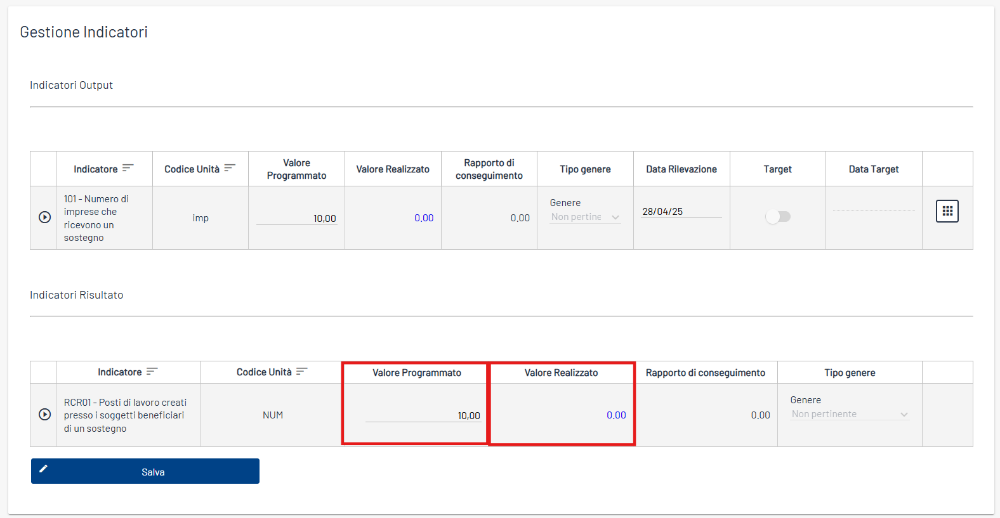 Gestione Indicatori
Indicatori Output
Indicatore
Codice Unità
Valore
Programmato
Valore Realizzato
Rapporto di
conseguimento
Tipo genere
Data Rilevazione
Target
Data Target
101 - Numero di
imprese che
ricevono un
sostegno
imp
10,00
0.00
0.00
Genere
Non pertine
28/04/25
Indicatori Risultato
Indicatore
Codice Unità
Valore Programmato
Valore Realizzato
Rapporto di conseguimento
Tipo genere
RCR01 - Posti di lavoro creati
presso i soggetti beneficiari
di un sostegno
NUM
10,00
0.00
0.00
Genere
Non pertinente
Salva